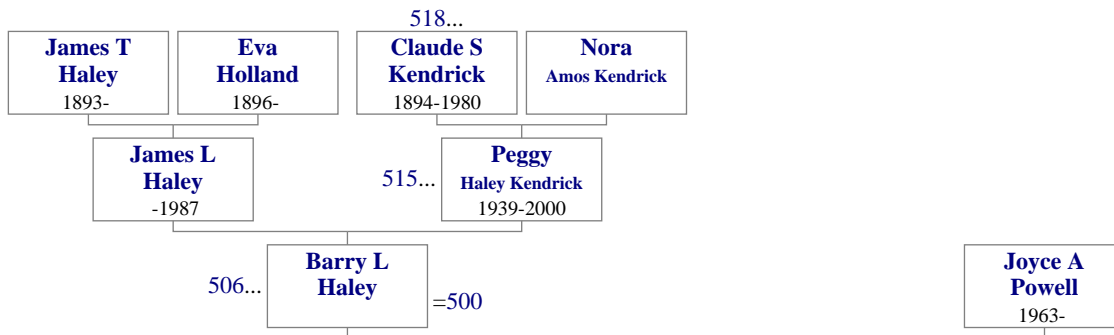 518...
James T
Haley
1893-
Eva
Holland
1896-
Claude S
Kendrick
1894-1980
Nora
Amos Kendrick
James L
Haley
-1987
515...
Peggy
Haley Kendrick
1939-2000
506...
Barry L
Haley
=500
Joyce A
Powell
1963-